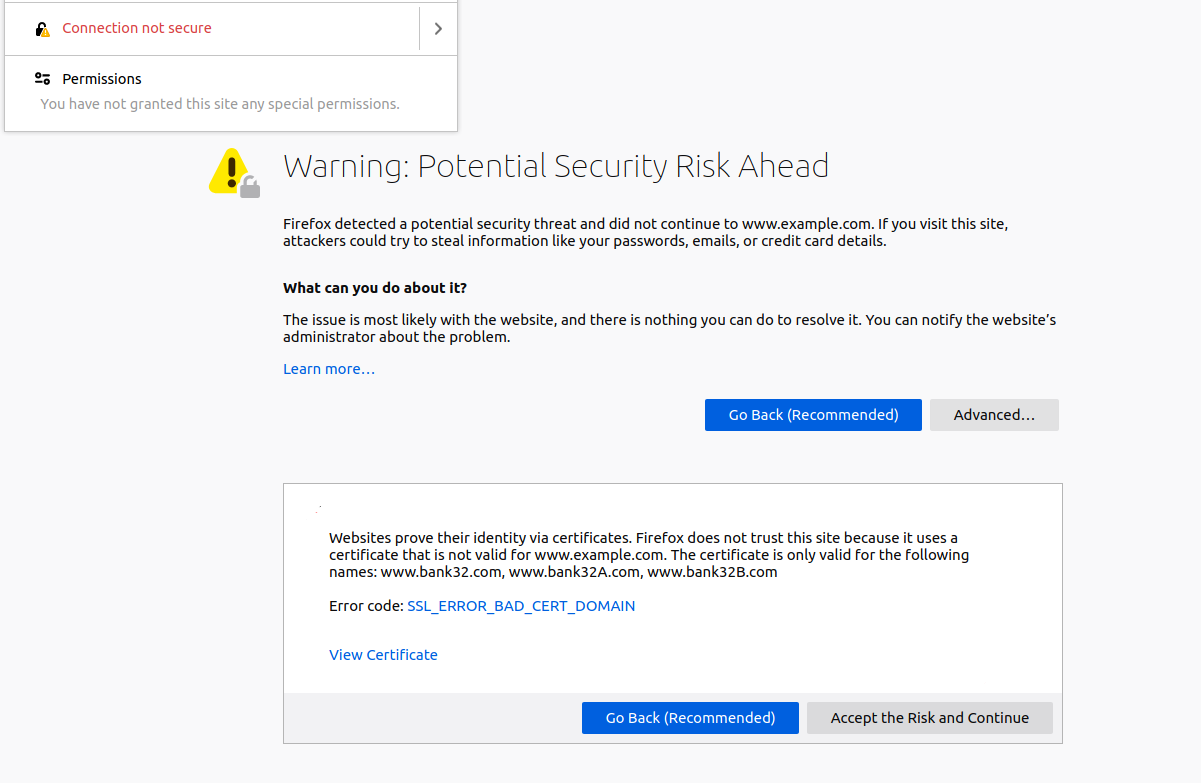 Connection not secure
Permissions
You have not granted this site any special permissions.
Warning: Potential Security Risk Ahead
Firefox detected a potential security threat and did not continue to www.example.com. If you visit this site,
attackers could try to steal information like your passwords, emails, or credit card details.
What can you do about it?
The issue is most likely with the website, and there is nothing you can do to resolve it. You can notify the website’s
administrator about the problem.
Learn more…
Go Back (Recommended)
Advanced…
Websites prove their identity via certificates. Firefox does not trust this site because it uses a
certificate that is not valid for www.example.com. The certificate is only valid for the following
names: www.bank32.com, www.bank32A.com, www.bank32B.com
Error code: SSL_ERROR_BAD_CERT_DOMAIN
View Certificate
Go Back (Recommended)
Accept the Risk and Continue